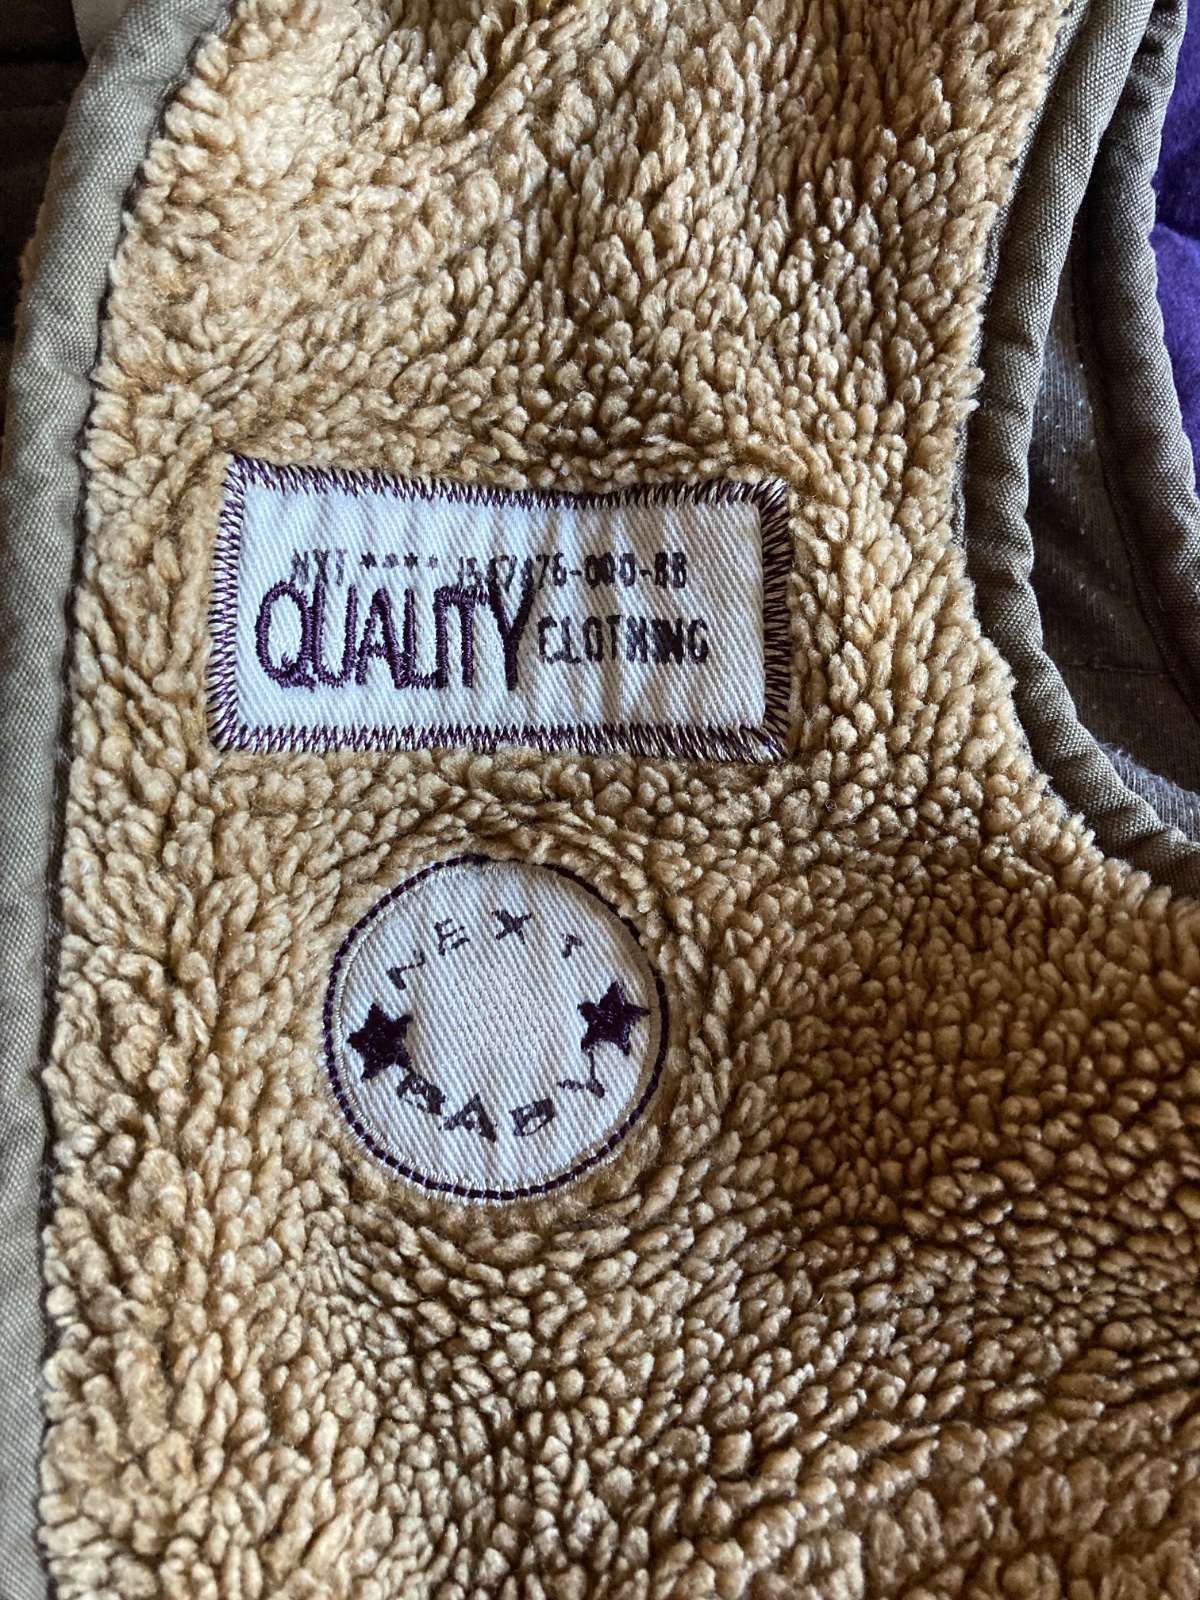 NXT ****
QUALITY CLOTHING
NEXT
BABY